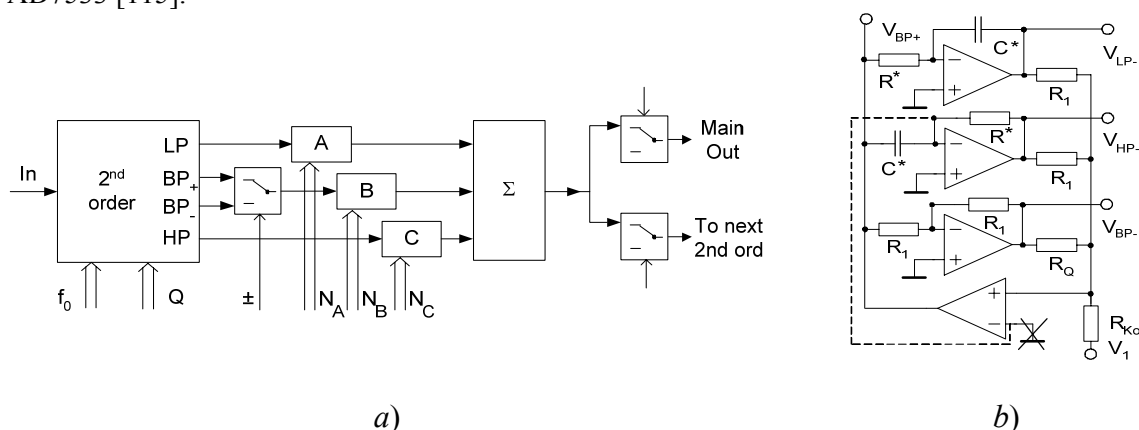 AD7535 [113].
In
2nd
order
LP
BP+
BP-
HP
f0
Q
±
A
B
C
NA
NB
NC
Σ
Main
Out
To next
2nd ord
a)
VBP+
C*
R*
VLP-
R1
R*
VHP-
C*
R1
R1
VBP-
R1
RQ
RKo
V1
b)